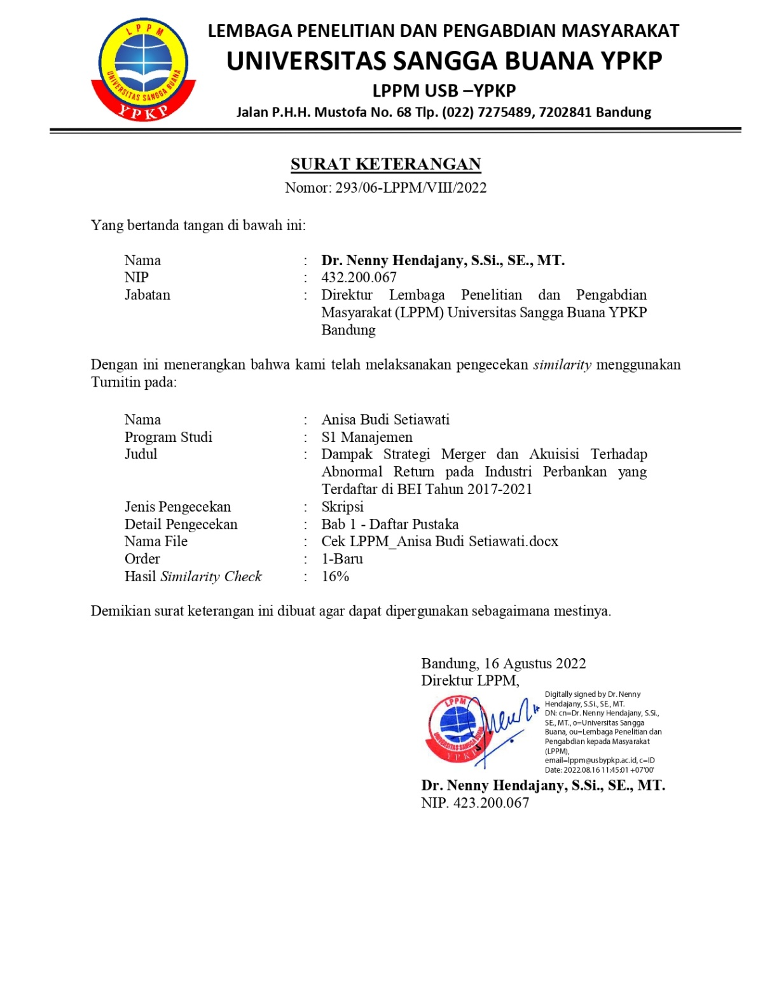 LPPM
UNIVERSITAS SANGGA BUANA
YPKP
LEMBAGA PENELITIAN DAN PENGABDIAN MASYARAKAT
UNIVERSITAS SANGGA BUANA YPKP
LPPM USB –YPKP
Jalan P.H.H. Mustofa No. 68 Tlp. (022) 7275489, 7202841 Bandung
SURAT KETERANGAN
Nomor: 293/06-LPPM/VIII/2022
Yang bertanda tangan di bawah ini:
Nama : Dr. Nenny Hendajany, S.Si., SE., MT.
NIP : 432.200.067
Jabatan : Direktur Lembaga Penelitian dan Pengabdian
Masyarakat (LPPM) Universitas Sangga Buana YPKP
Bandung
Dengan ini menerangkan bahwa kami telah melaksanakan pengecekan similarity menggunakan
Turnitin pada:
Nama : Anisa Budi Setiawati
Program Studi : S1 Manajemen
Judul : Dampak Strategi Merger dan Akuisisi Terhadap
Abnormal Return pada Industri Perbankan yang
Terdaftar di BEI Tahun 2017-2021
Jenis Pengecekan : Skripsi
Detail Pengecekan : Bab 1 - Daftar Pustaka
Nama File : Cek LPPM_Anisa Budi Setiawati.docx
Order : 1-Baru
Hasil Similarity Check : 16%
Demikian surat keterangan ini dibuat agar dapat dipergunakan sebagaimana mestinya.
Bandung, 16 Agustus 2022
Direktur LPPM,
LPPM
UNIVERSITAS SANGGA BUANA
YPKP
Digitally signed by Dr. Nenny
Hendajany, S.Si., SE., MT.
DN: cn=Dr. Nenny Hendajany, S.Si.,
SE., MT., o=Universitas Sangga
Buana, ou=Lembaga Penelitian dan
Pengabdian kepada Masyarakat
(LPPM),
email=lppm@usbypkp.ac.id, c=ID
Date: 2022.08.16 11:45:01 +07'00'
Dr. Nenny Hendajany, S.Si., SE., MT.
NIP. 423.200.067